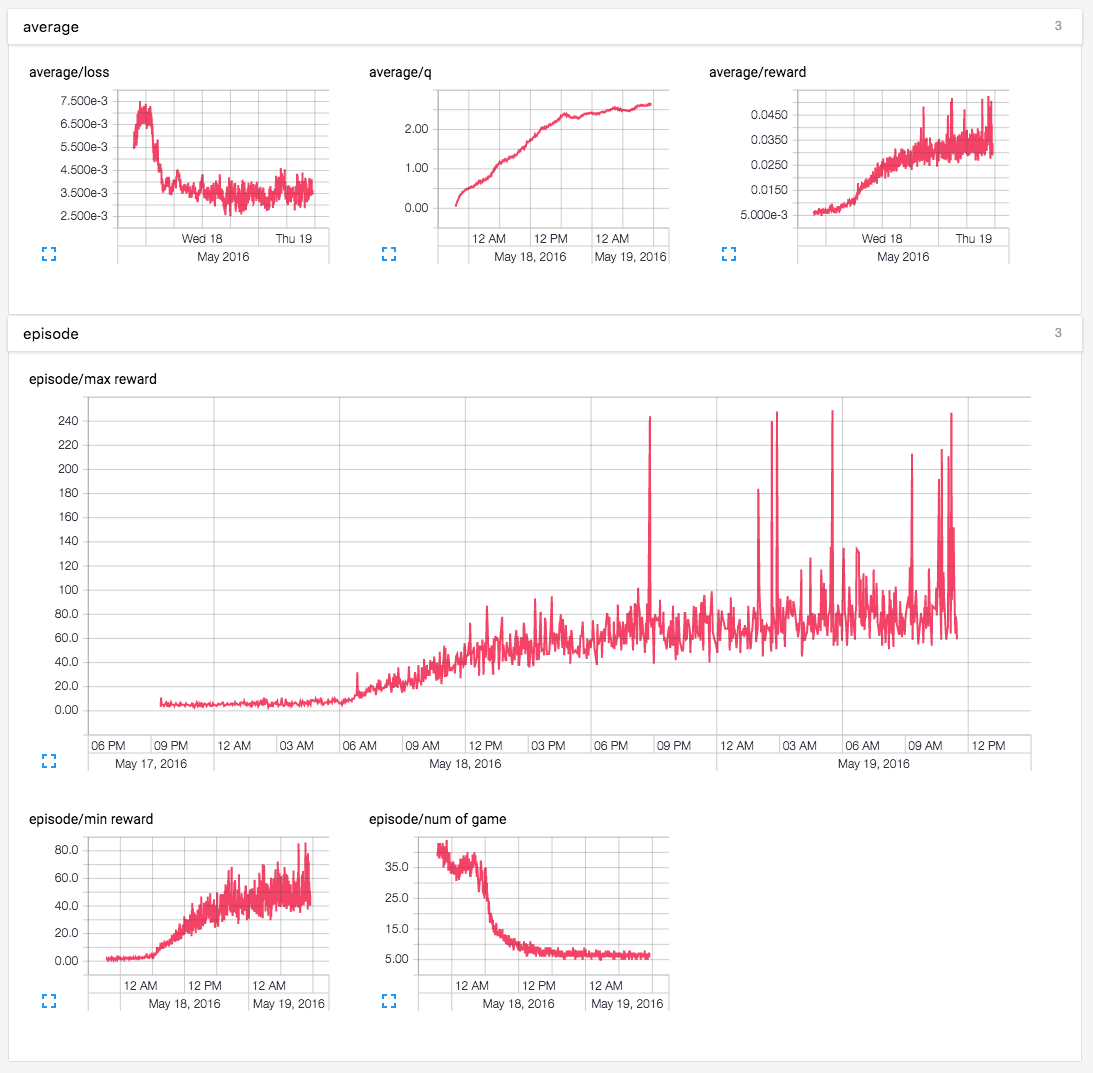 average 3
average/loss average/q average/reward
7.500e-3
6.500e-3
5.500e-3
4.500e-3
3.500e-3
2.500e-3
Wed 18 Thu 19
May 2016
2.00
1.00
0.00
12 AM 12 PM 12 AM
May 18, 2016 May 19, 2016
0.0450
0.0350
0.0250
0.0150
5.000e-3
Wed 18 Thu 19
May 2016
episode 3
episode/max reward
240
220
200
180
160
140
120
100
80.0
60.0
40.0
20.0
0.00
06 PM 09 PM 12 AM 03 AM 06 AM 09 AM 12 PM 03 PM 06 PM 09 PM 12 AM 03 AM 06 AM 09 AM 12 PM
May 17, 2016 May 18, 2016 May 19, 2016
episode/min reward episode/num of game
80.0
60.0
40.0
20.0
0.00
12 AM 12 PM 12 AM
May 18, 2016 May 19, 2016
35.0
25.0
15.0
5.00
12 AM 12 PM 12 AM
May 18, 2016 May 19, 2016